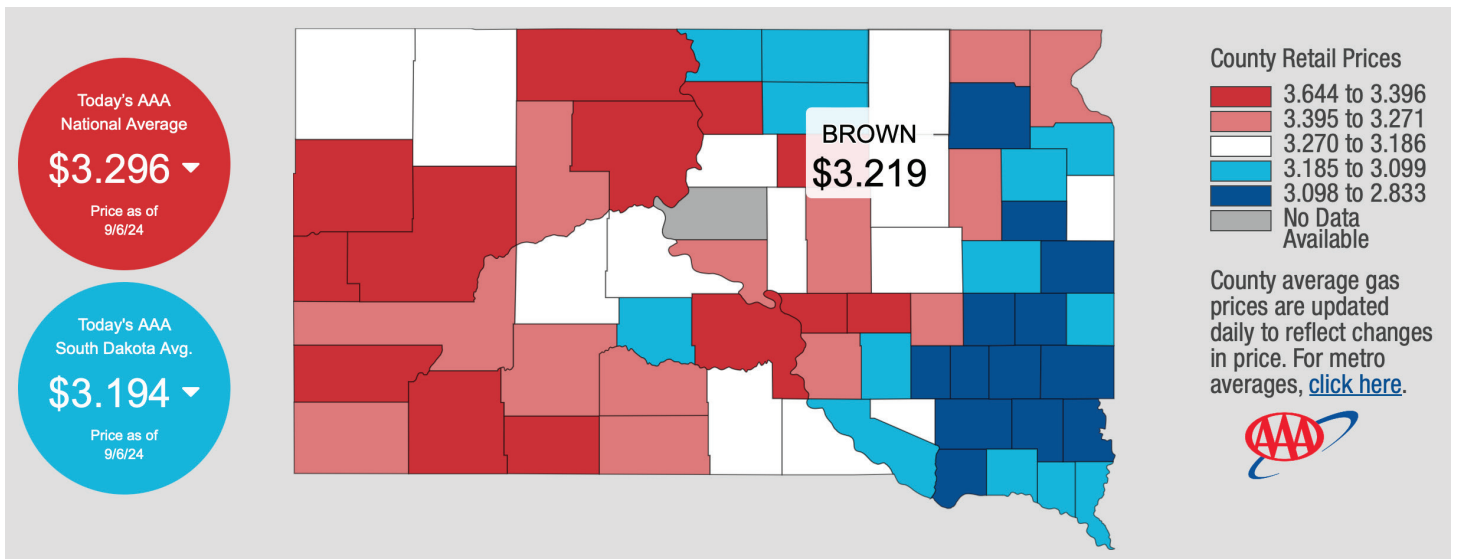 Today's AAA
National Average
$3.296
Price as of
9/6/24
Today's AAA
South Dakota Avg.
$3.194
Price as of
9/6/24
BROWN
$3.219
County Retail Prices
3.644 to 3.396
3.395 to 3.271
3.270 to 3.186
3.185 to 3.099
3.098 to 2.833
No Data
Available
County average gas
prices are updated
daily to reflect changes
in price. For metro
averages, click here.
AAA